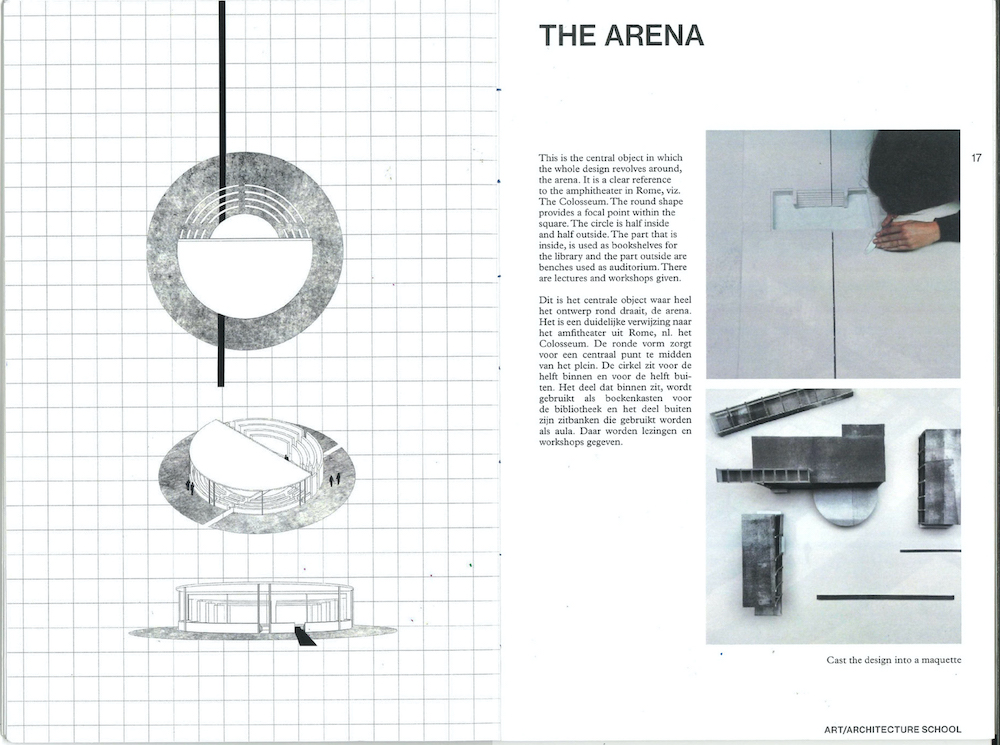 THE ARENA
This is the central object in which
the whole design revolves around,
the arena. It is a clear reference
to the amphitheater in Rome, viz.
The Colosseum. The round shape
provides a focal point within the
square. The circle is half inside
and half outside. The part that is
inside, is used as bookshelves for
the library and the part outside are
benches used as auditorium. There
are lectures and workshops given.
Dit is het centrale object waar heel
het ontwerp rond draait, de arena.
Het is een duidelijke verwijzing naar
het amfitheater uit Rome, nl. het
Colosseum. De ronde vorm zorgt
voor een centraal punt te midden
van het plein. De cirkel zit voor de
helft binnen en voor de helft bui-
ten. Het deel dat binnen zit, wordt
gebruikt als boekenkasten voor
de bibliotheek en het deel buiten
zijn zitbanken die gebruikt worden
als aula. Daar worden lezingen en
workshops gegeven.
17
Cast the design into a maquette
ART/ARCHITECTURE SCHOOL